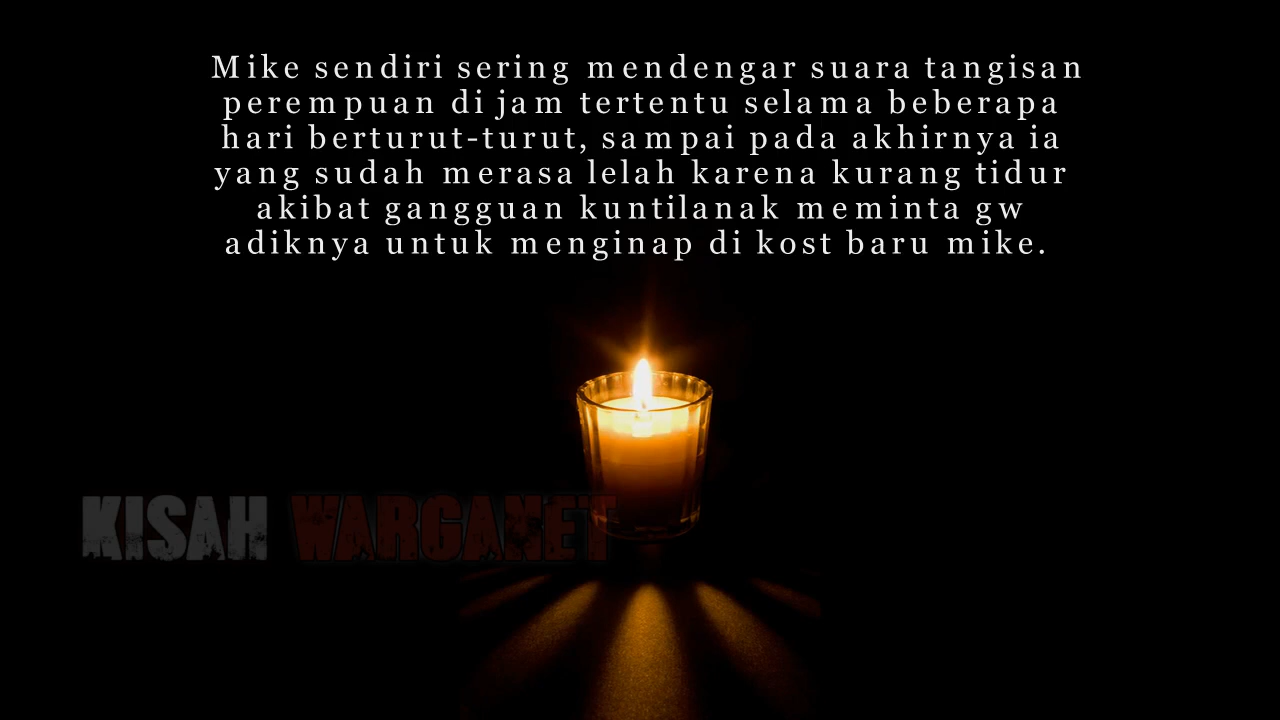 Mike sendiri sering mendengar suara tangisan
perempuan di jam tertentu selama beberapa
hari berturut-turut, sampai pada akhirnya ia
yang sudah merasa lelah karena kurang tidur
akibat gangguan kuntilanak meminta gw
adiknya untuk menginap di kost baru mike.
KISAH WARGANET